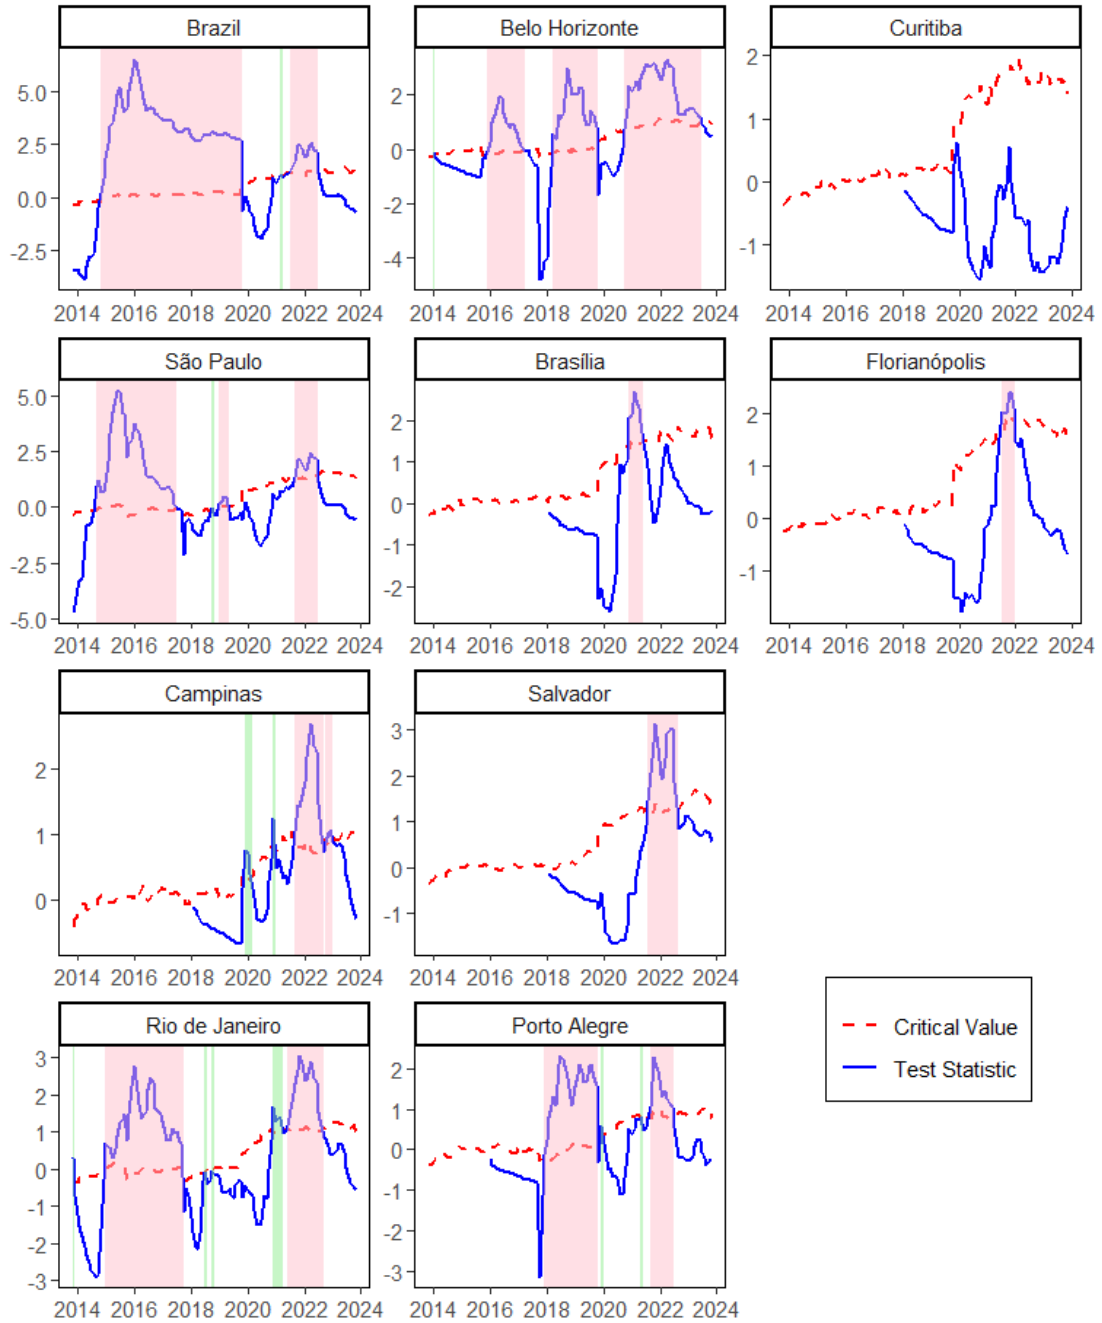 Brazil
Belo Horizonte
Curitiba
5.0
2.5
0.0
-2.5
2
0
-2
-4
2
1
0
-1
2014 2016 2018 2020 2022 2024
2014 2016 2018 2020 2022 2024
2014 2016 2018 2020 2022 2024
São Paulo
Brasília
Florianópolis
5.0
2.5
0.0
-2.5
-5.0
2
1
0
-1
-2
2
1
0
-1
2014 2016 2018 2020 2022 2024
2014 2016 2018 2020 2022 2024
2014 2016 2018 2020 2022 2024
Campinas
Salvador
2
1
0
3
2
1
0
-1
2014 2016 2018 2020 2022 2024
2014 2016 2018 2020 2022 2024
Rio de Janeiro
Porto Alegre
3
2
1
0
-1
-2
-3
2
1
0
-1
-2
-3
2014 2016 2018 2020 2022 2024
2014 2016 2018 2020 2022 2024
Critical Value
Test Statistic